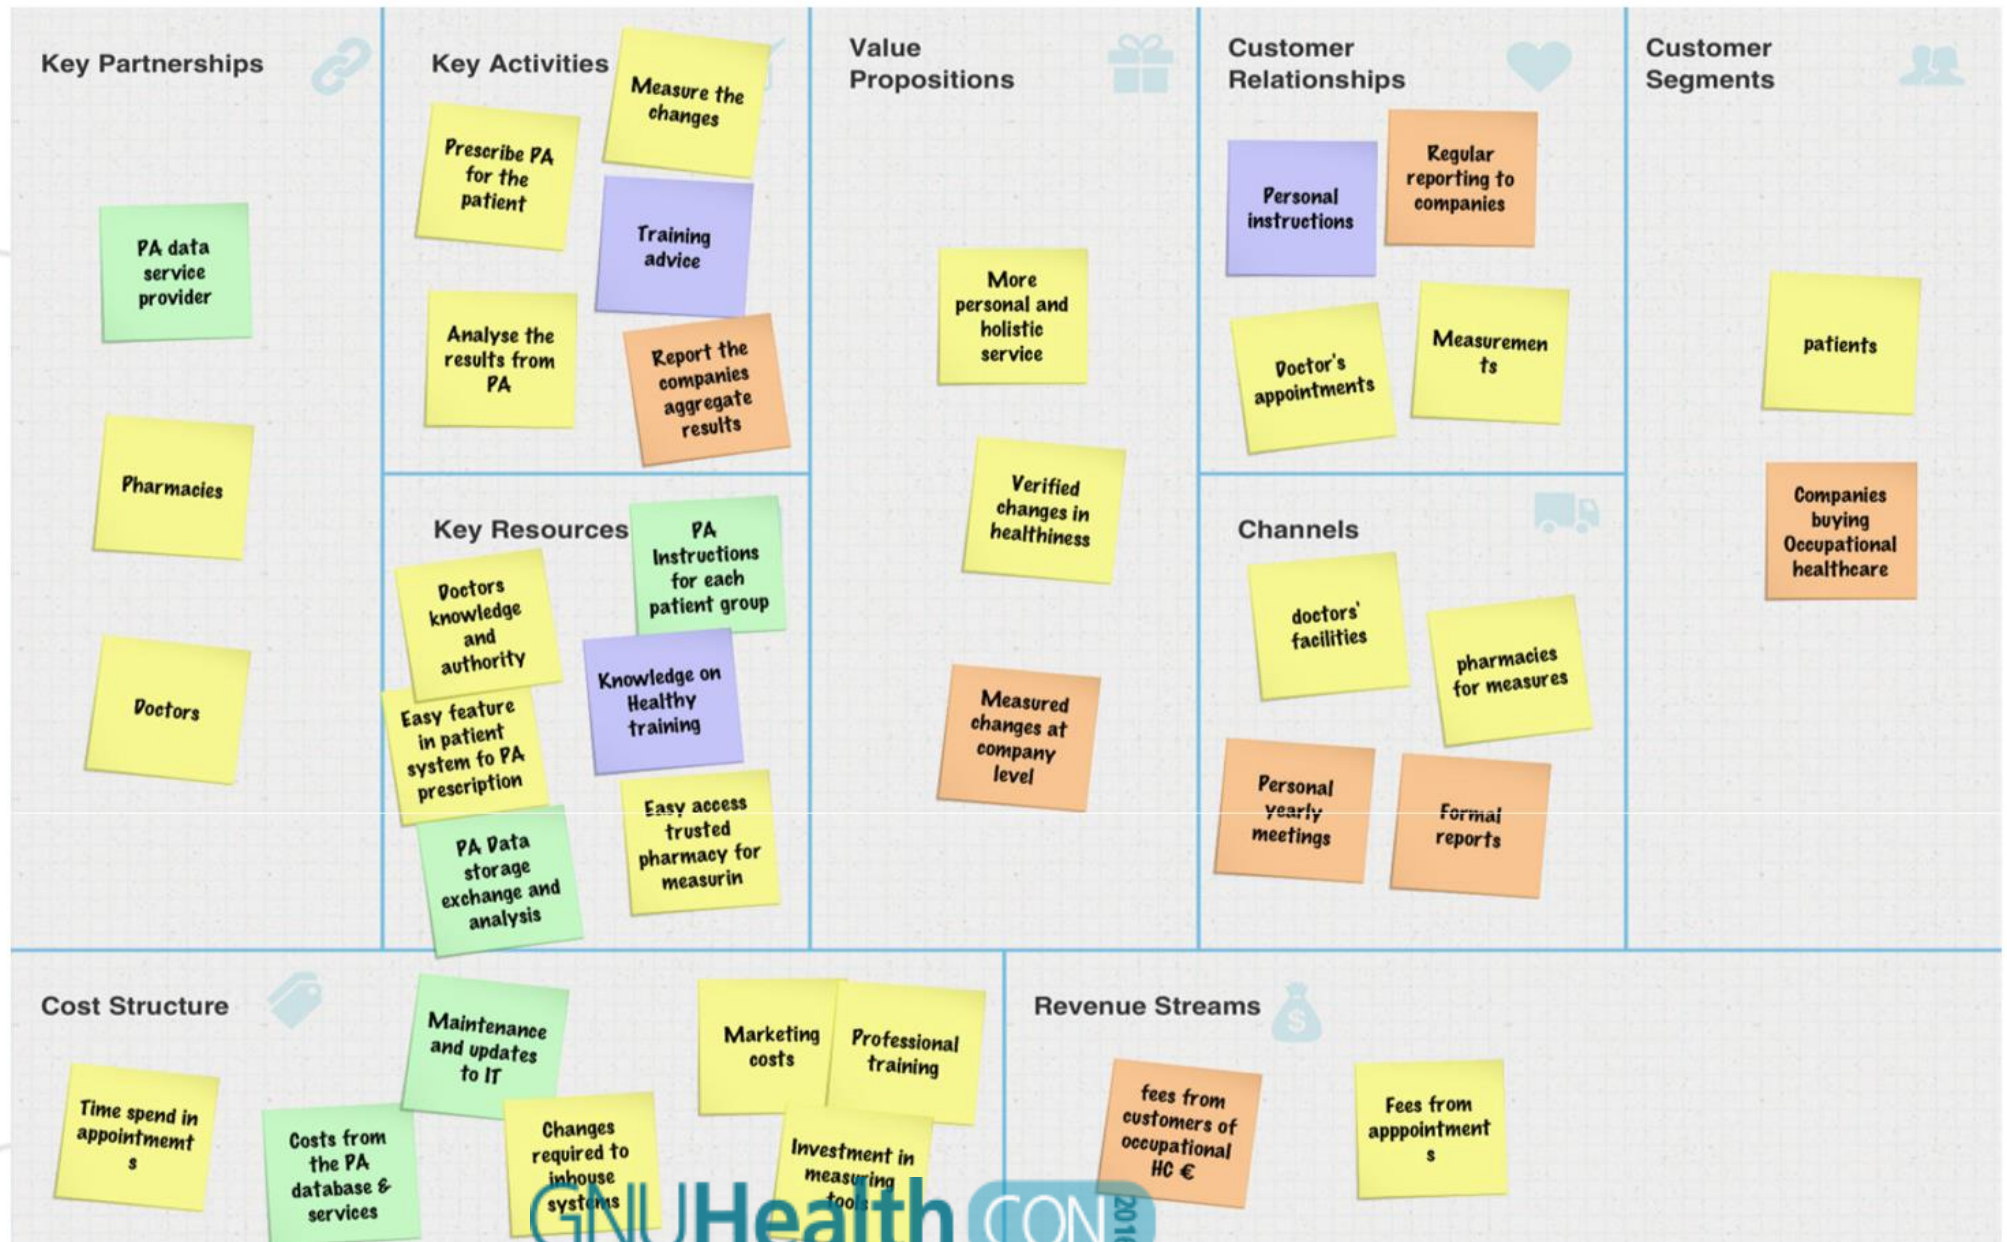 Key Partnerships
PA data
service
provider
Pharmacies
Doctors
Key Activities
Measure the
changes
Prescribe PA
for the
patient
Training
advice
Analyse the
results from
PA
Report the
companies
aggregate
results
Key Resources
PA
Instructions
for each
patient group
Doctors
knowledge
and
authority
Knowledge on
Healthy
training
Easy feature
in patient
system fo PA
prescription
Easy access
trusted
pharmacy for
measurin
PA Data
storage
exchange and
analysis
Value
Propositions
More
personal and
holistic
service
Verified
changes in
healthiness
Measured
changes at
company
level
Customer
Relationships
Personal
instructions
Regular
reporting to
companies
Doctor's
appointments
Measuremen
ts
Channels
doctors'
facilities
pharmacies
for measures
Personal
yearly
meetings
Formal
reports
Customer
Segments
patients
Companies
buying
Occupational
healthcare
Cost Structure
Time spend in
appointmemt
s
Costs from
the PA
database &
services
Maintenance
and updates
to IT
Changes
required to
inhouse
systems
Marketing
costs
Professional
training
Investment in
measuring
tools
Revenue Streams
$
fees from
customers of
occupational
HC €
Fees from
apppointment
s
GNUHealth CON 2016